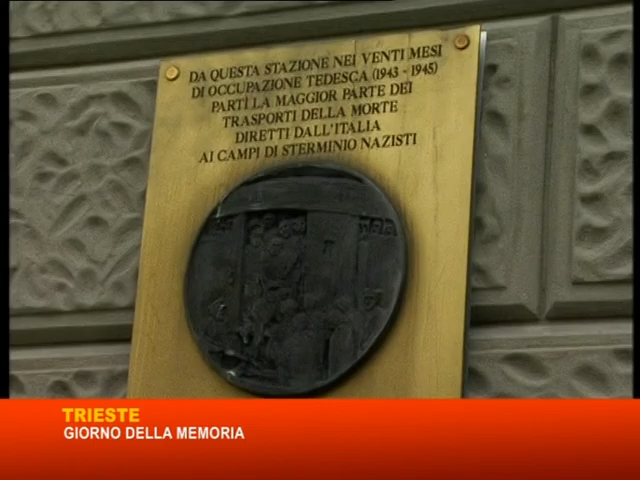 DA QUESTA STAZIONE NEI VENTI MESI
DI OCCUPAZIONE TEDESCA (1943 - 1945)
PARTÌ LA MAGGIOR PARTE DEI
TRASPORTI DELLA MORTE
DIRETTI DALL'ITALIA
AI CAMPI DI STERMINIO NAZISTI
TRIESTE
GIORNO DELLA MEMORIA